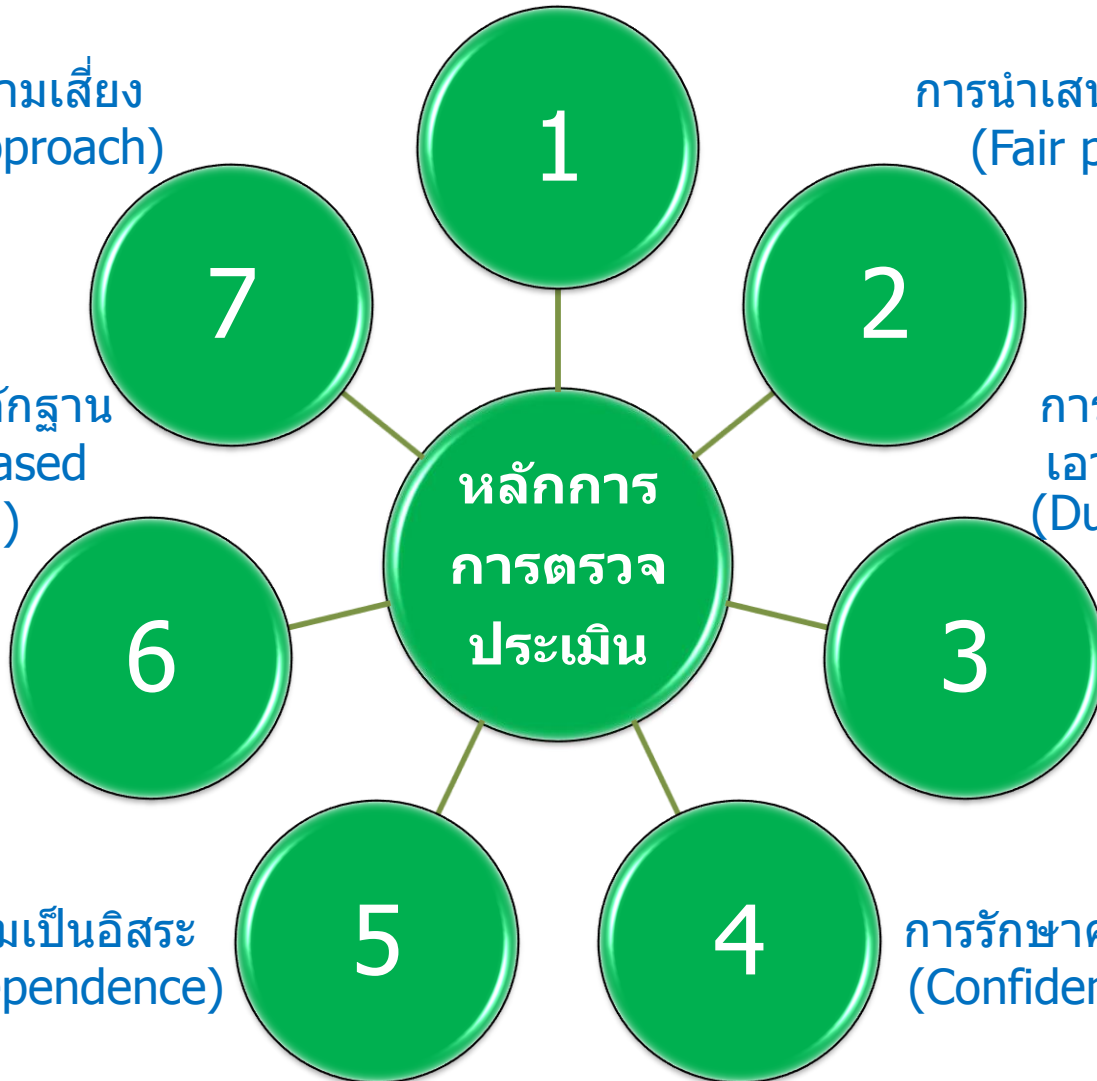 1
การนำเสน
(Fair p
2
การ
เอา
(Du
3
การรักษาค
(Confiden
4
มเป็นอิสระ
pendence)
5
ักฐาน
ased
)
6
ามเสี่ยง
proach)
7
หลักการ
การตรวจ
ประเมิน